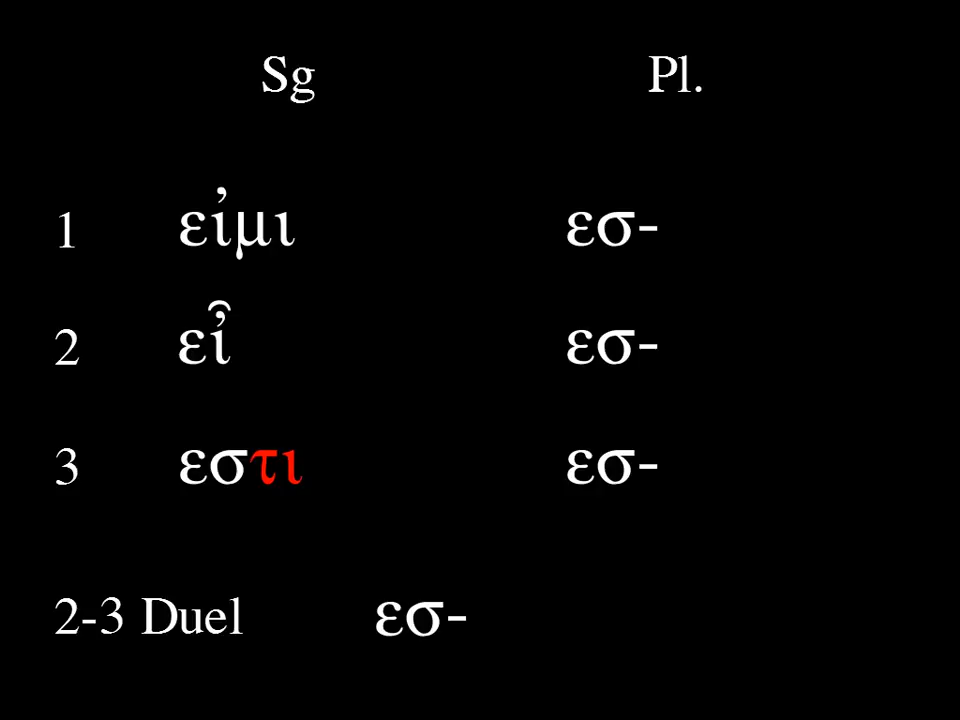 Sg Pl.
1 εἰμι εσ-
2 εἶ εσ-
3 εστι εσ-
2-3 Duel εσ-